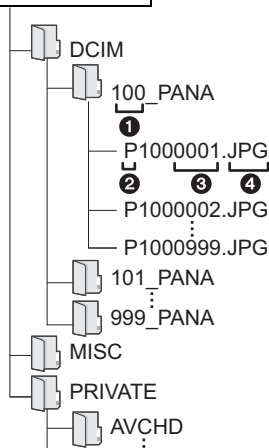 DCIM
100_PANA
❶
P1000001.JPG
❷ ❸ ❹
P1000002.JPG
P1000999.JPG
101_PANA
999_PANA
MISC
PRIVATE
AVCHD